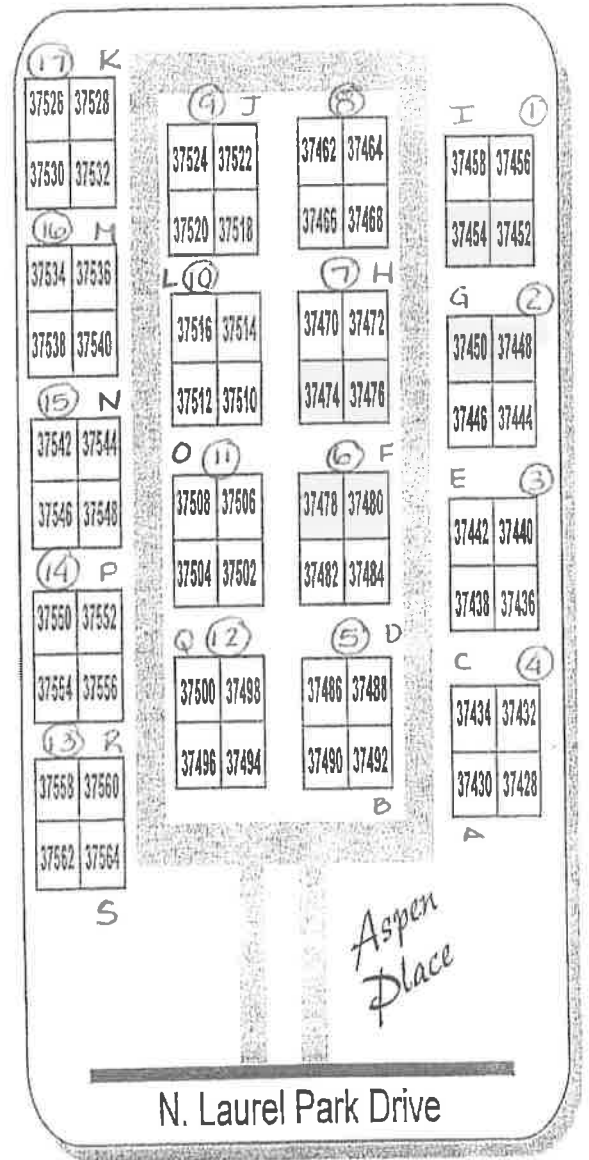 17 K
37526 37528
37530 37532
16 M
37534 37536
37538 37540
15 N
37542 37544
37546 37548
14 P
37550 37552
37554 37556
13 R
37558 37560
37562 37564
S
9 J
37524 37522
37520 37518
L 10
37516 37514
37512 37510
O 11
37508 37506
37504 37502
Q 12
37500 37498
37496 37494
8
37462 37464
37466 37468
7 H
37470 37472
37474 37476
6 F
37478 37480
37482 37484
5 D
37486 37488
37490 37492
B
I 1
37458 37456
37454 37452
G 2
37450 37448
37446 37444
E 3
37442 37440
37438 37436
C 4
37434 37432
37430 37428
A
Aspen
Place
N. Laurel Park Drive